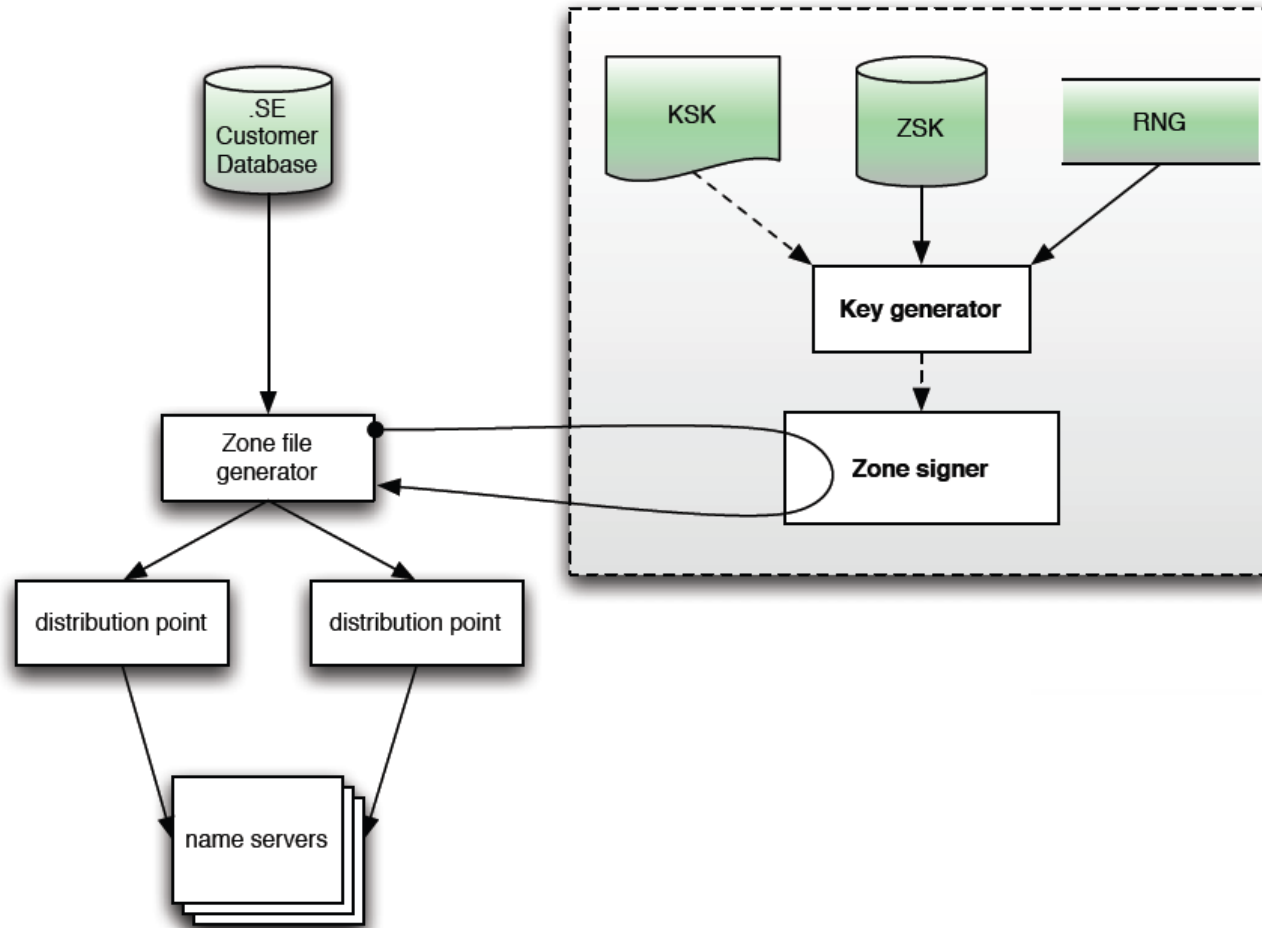 .SE
Customer
Database
KSK
ZSK
RNG
Key generator
Zone file
generator
Zone signer
distribution point
distribution point
name servers